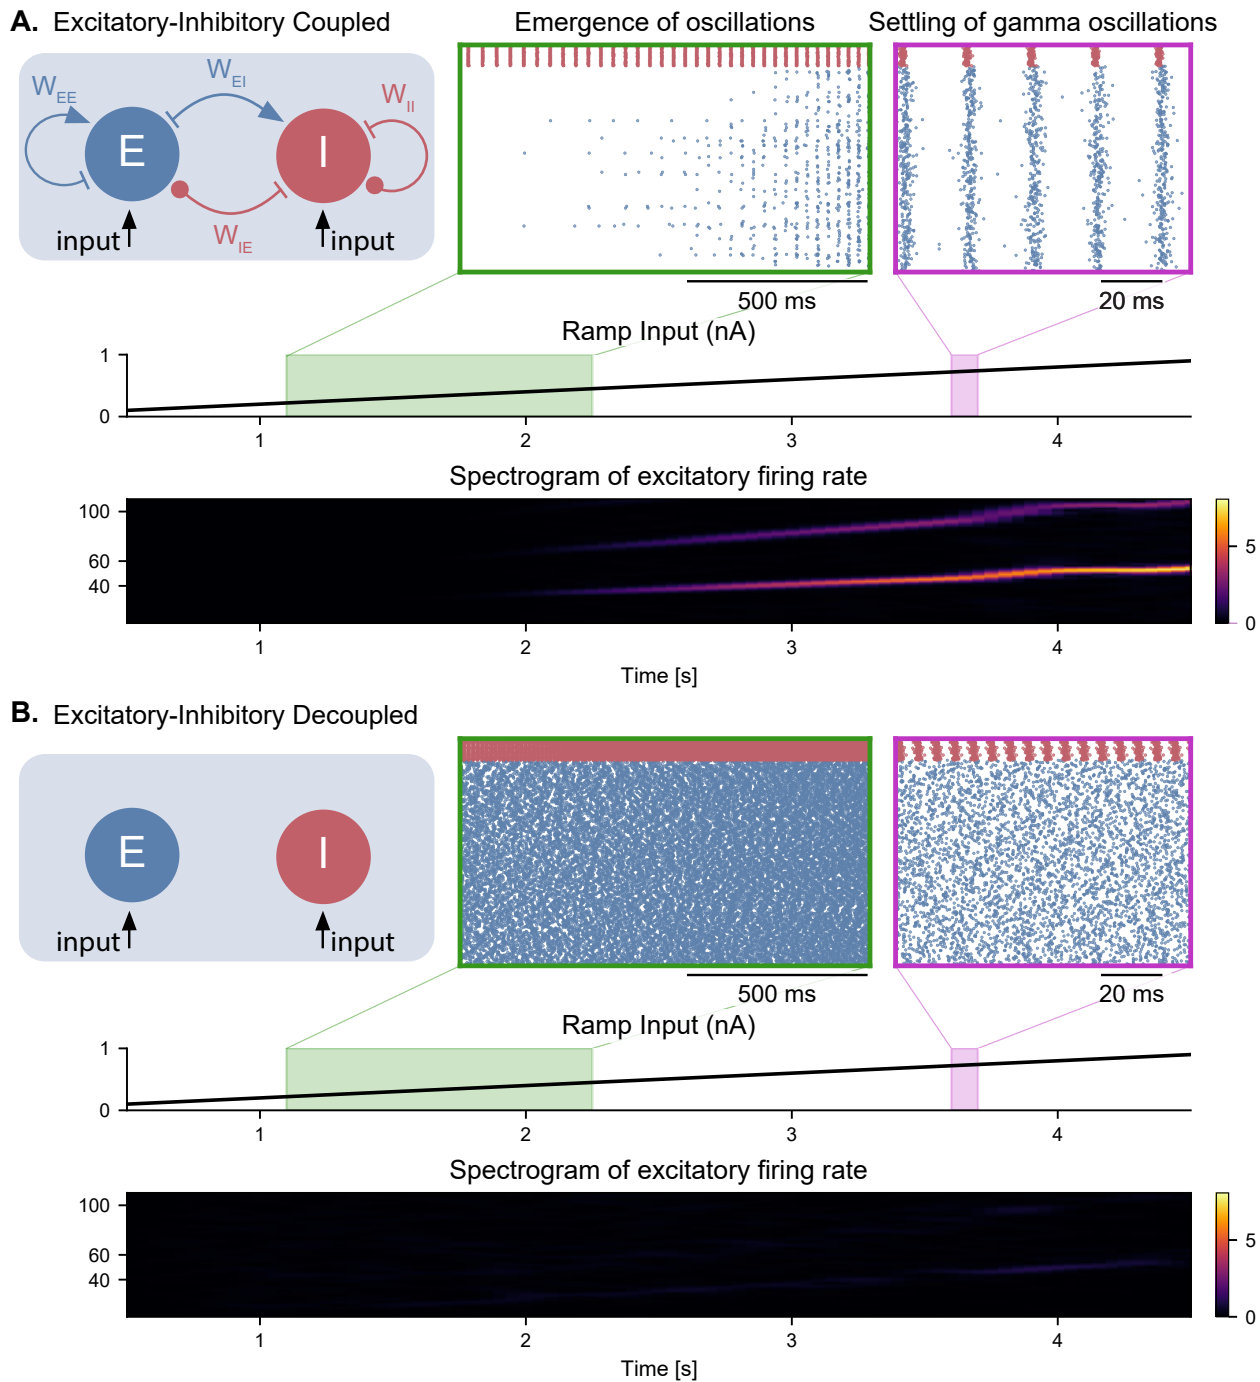 A. Excitatory-Inhibitory Coupled
Emergence of oscillations
Settling of gamma oscillations
W_EE
W_EI
W_II
E
I
W_IE
input
input
500 ms
20 ms
Ramp Input (nA)
1
0
1 2 3 4
Spectrogram of excitatory firing rate
100
60
40
5
0
1 2 3 4
Time [s]
B. Excitatory-Inhibitory Decoupled
E
I
input
input
500 ms
20 ms
Ramp Input (nA)
1
0
1 2 3 4
Spectrogram of excitatory firing rate
100
60
40
5
0
1 2 3 4
Time [s]